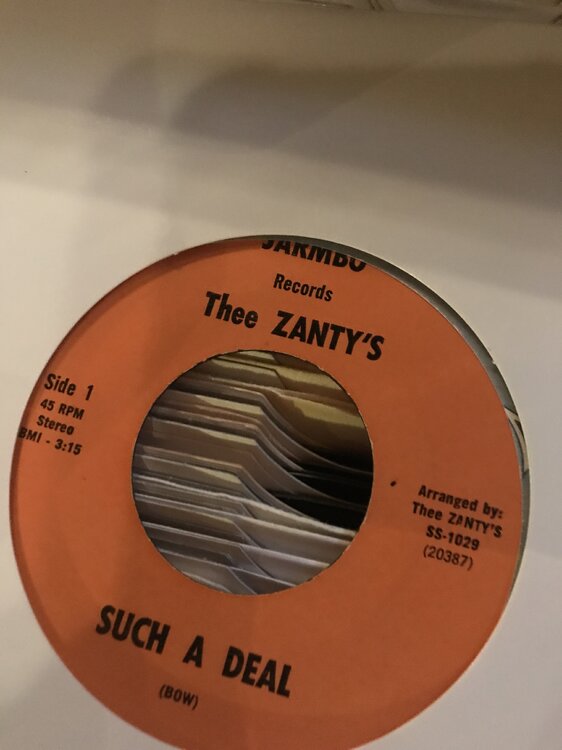 JARMBO
Records
Thee ZANTY'S
Side 1
45 RPM
Stereo
BMI - 3:15
Arranged by:
Thee ZANTY'S
SS-1029
(20387)
SUCH A DEAL
(BOW)